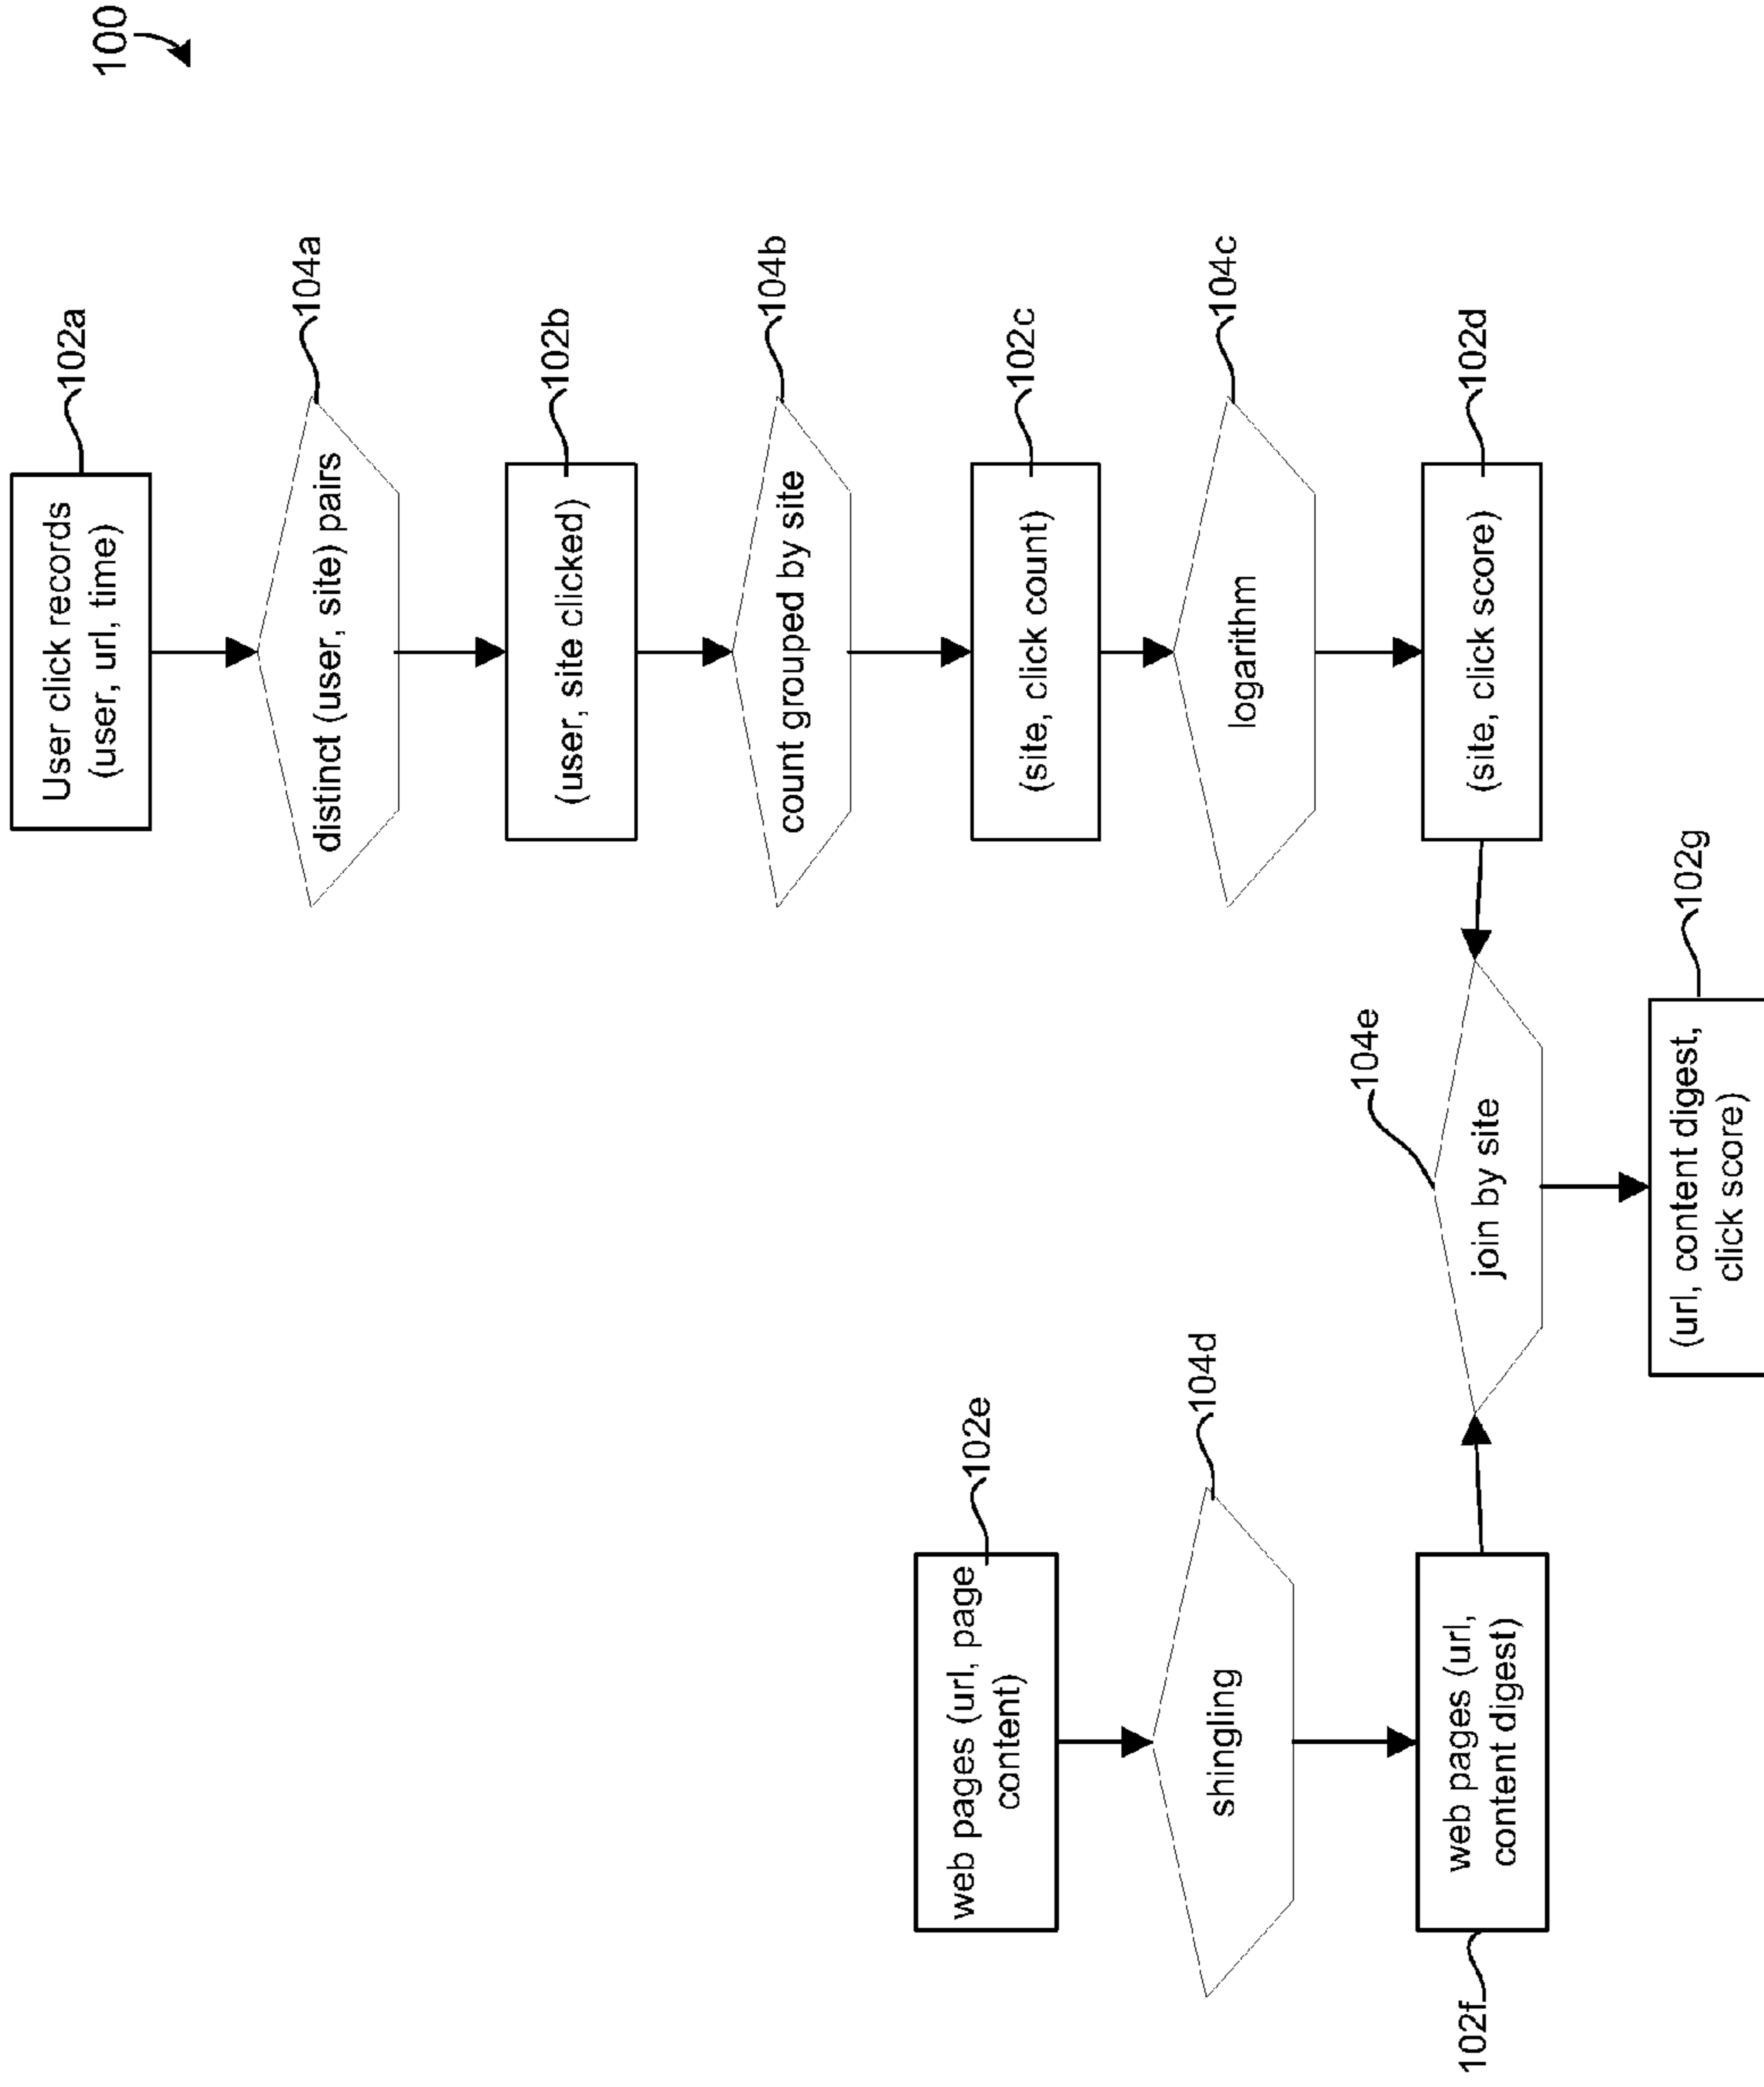 100
User click records
(user, url, time)
102a
distinct (user, site) pairs
104a
(user, site clicked)
102b
count grouped by site
104b
(site, click count)
102c
logarithm
104c
(site, click score)
102d
web pages (url, page
content)
102e
shingling
104d
web pages (url,
content digest)
102f
join by site
104e
(url, content digest,
click score)
102g